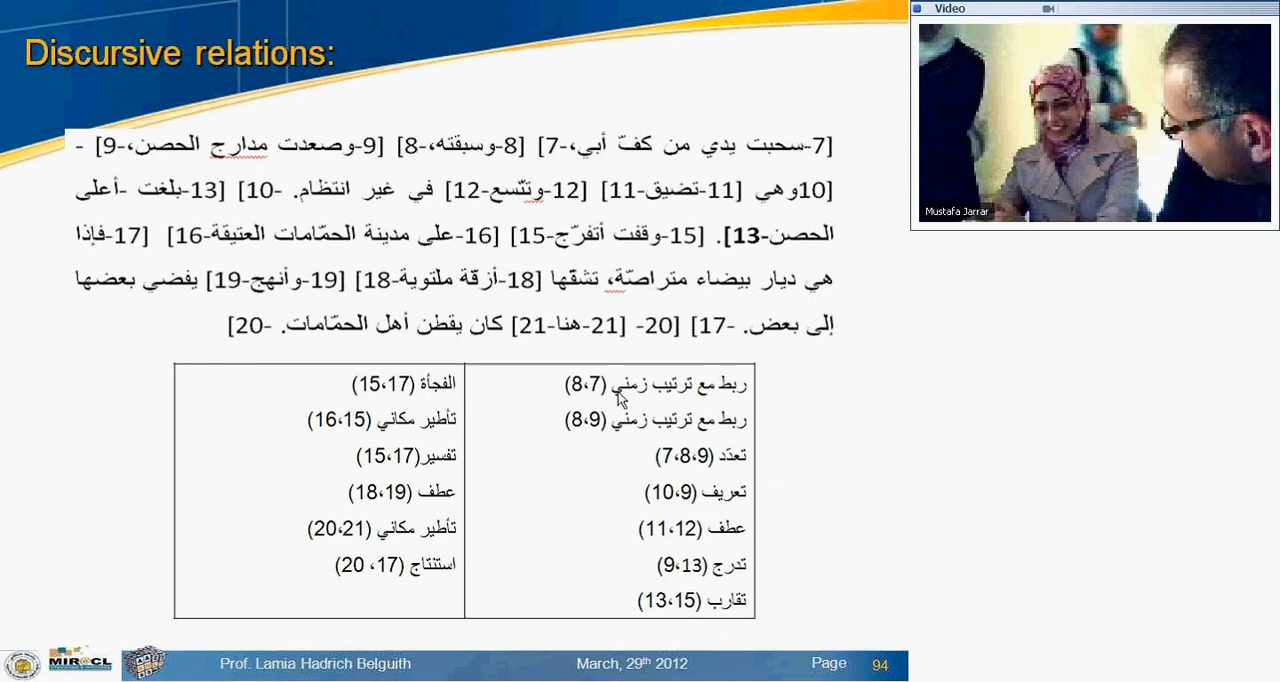 Discursive relations:
[7-سحبت يدي من كفّ أبي،-7] [8-وسبقته،-8] [9-وصعدت مدارج الحصن،-9] -
[10وهي [11-تضيق-11] [12-وتتّسع-12] في غير انتظام. -10] [13-بلغت -أعلى
الحصن-13]. [15-وقفت أتفرّج-15] [16-على مدينة الحمّامات العتيقة-16] [17-فإذا
هي ديار بيضاء متراصّة، تشقّها [18-أزقة ملتوية-18] [19-وأنهج-19] يفضي بعضها
إلى بعض. -17] [20- [21-هنا-21] كان يقطن أهل الحمّامات. -20]
ربط مع ترتيب زمني (8،7)
ربط مع ترتيب زمني (8،9)
تعدّد (7،8،9)
تعريف (10،9)
عطف (11،12)
تدرج (9،13)
تقارب (13،15)
الفجأة (15،17)
تأطير مكاني (16،15)
تفسير(15،17)
عطف (18،19)
تأطير مكاني (20،21)
استنتاج (17، 20)
Video
Mustafa Jarrar
MIR@CL
Prof. Lamia Hadrich Belguith
March, 29th 2012
Page 94